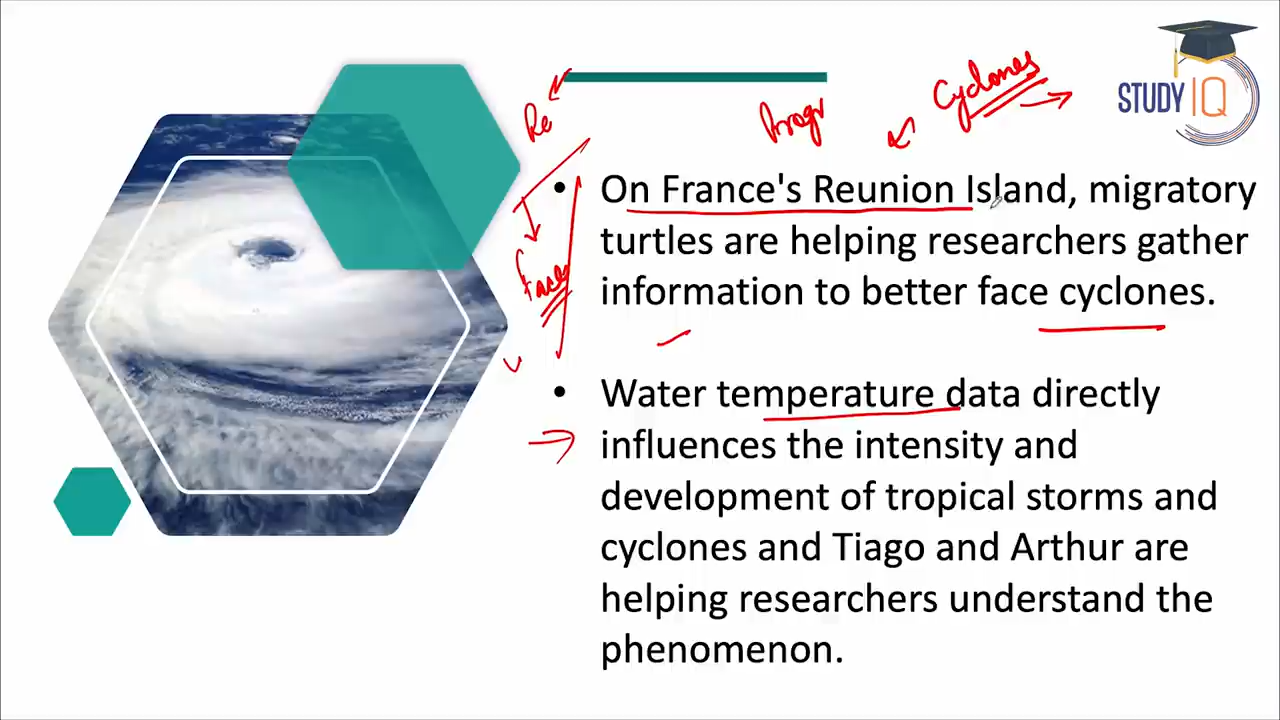 Cyclones
STUDY IQ
Re
• On France's Reunion Island, migratory
turtles are helping researchers gather
information to better face cyclones.
• Water temperature data directly
influences the intensity and
development of tropical storms and
cyclones and Tiago and Arthur are
helping researchers understand the
phenomenon.